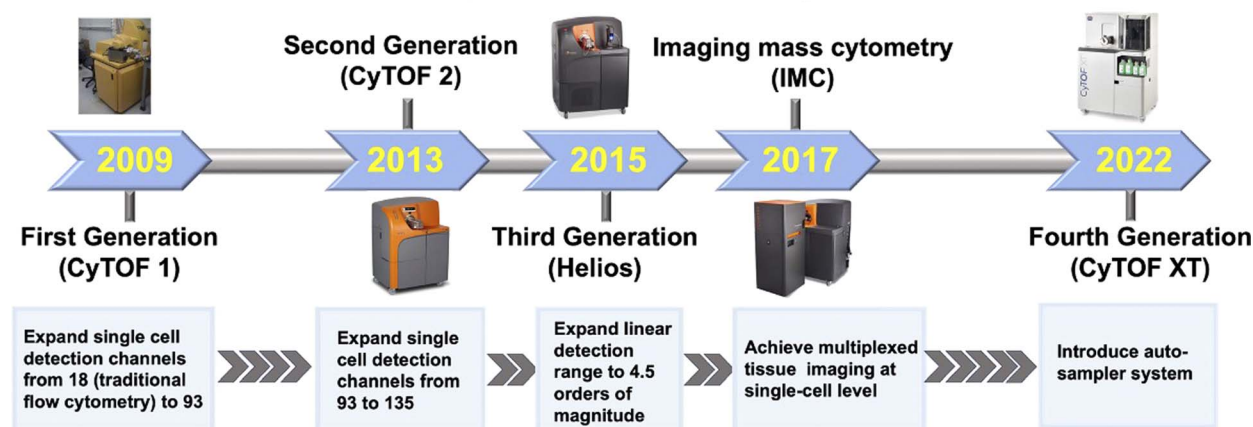 Second Generation
(CyTOF 2)
Imaging mass cytometry
(IMC)
CyTOF XT
2009
2013
2015
2017
2022
First Generation
(CyTOF 1)
Third Generation
(Helios)
Fourth Generation
(CyTOF XT)
Expand single cell
detection channels
from 18 (traditional
flow cytometry) to 93
Expand single
cell detection
channels from
93 to 135
Expand linear
detection
range to 4.5
orders of
magnitude
Achieve multiplexed
tissue imaging at
single-cell level
Introduce auto-
sampler system